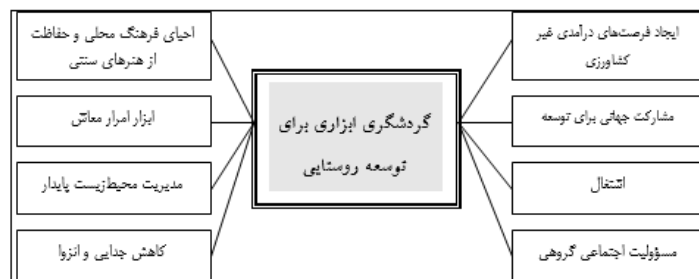 ایجاد فرصت‌های درآمدی غیر
کشاورزی
مشارکت جهانی برای توسعه
اشتغال
مسؤولیت اجتماعی گروهی
گردشگری ابزاری برای
توسعه روستایی
احیای فرهنگ محلی و حفاظت
از هنرهای سنتی
ابزار امرار معاش
مدیریت محیط‌زیست پایدار
کاهش جدایی و انزوا